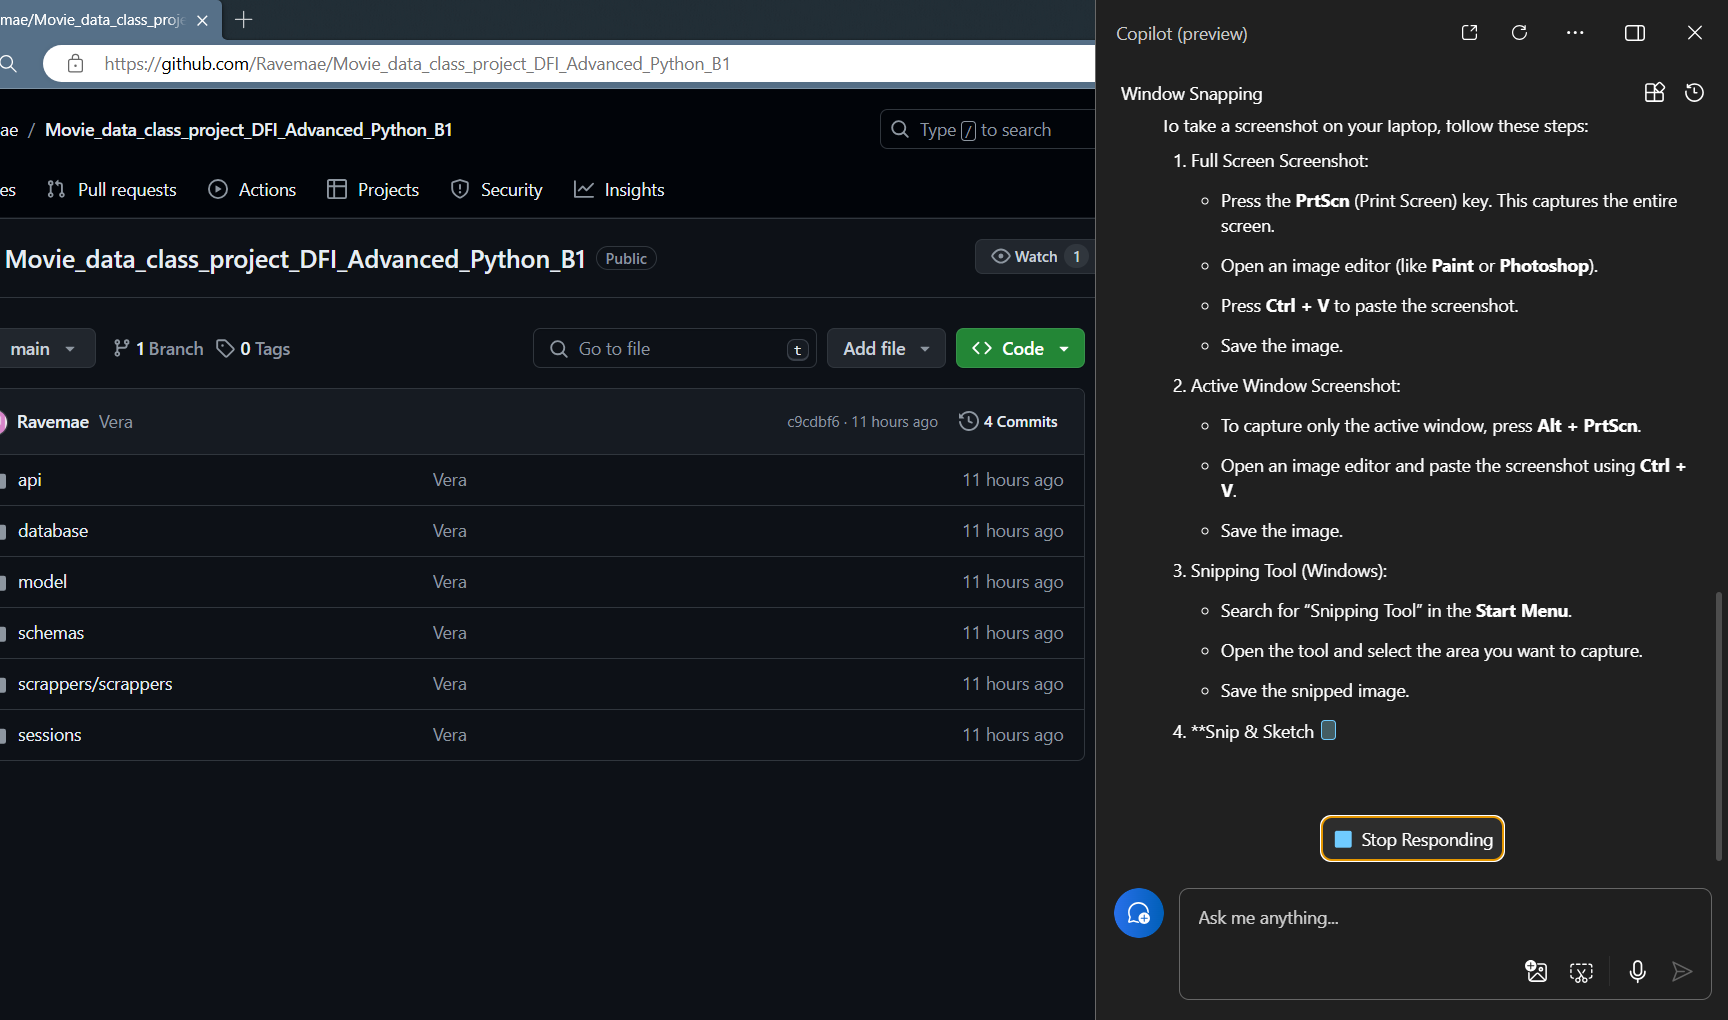 mae/Movie_data_class_proje
https://github.com/Ravemae/Movie_data_class_project_DFI_Advanced_Python_B1
ae / Movie_data_class_project_DFI_Advanced_Python_B1
Type / to search
es Pull requests Actions Projects Security Insights
Movie_data_class_project_DFI_Advanced_Python_B1 Public
Watch 1
main 1 Branch 0 Tags Go to file t Add file <> Code
Ravemae Vera c9cdbf6 · 11 hours ago 4 Commits
api Vera 11 hours ago
database Vera 11 hours ago
model Vera 11 hours ago
schemas Vera 11 hours ago
scrappers/scrappers Vera 11 hours ago
sessions Vera 11 hours ago
Copilot (preview)
Window Snapping
To take a screenshot on your laptop, follow these steps:
1. Full Screen Screenshot:
Press the PrtScn (Print Screen) key. This captures the entire
screen.
Open an image editor (like Paint or Photoshop).
Press Ctrl + V to paste the screenshot.
Save the image.
2. Active Window Screenshot:
To capture only the active window, press Alt + PrtScn.
Open an image editor and paste the screenshot using Ctrl +
V.
Save the image.
3. Snipping Tool (Windows):
Search for “Snipping Tool” in the Start Menu.
Open the tool and select the area you want to capture.
Save the snipped image.
4. **Snip & Sketch
Stop Responding
Ask me anything...